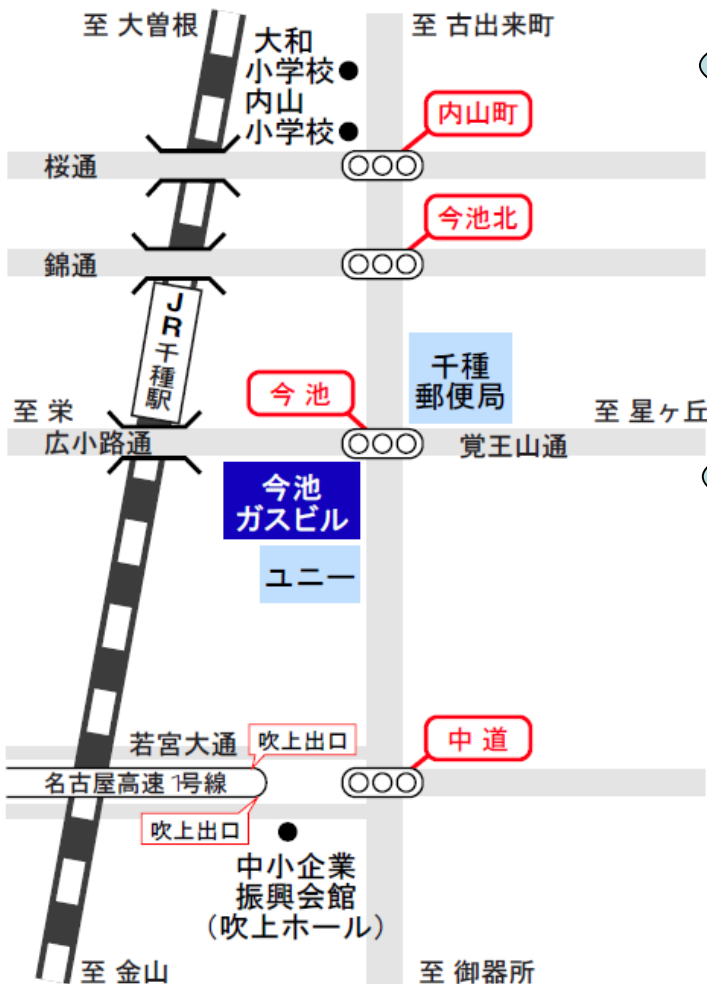 至 大曽根
至 古出来町
大和
小学校
内山
小学校
内山町
桜通
今池北
錦通
JR千種駅
千種
郵便局
今池
至 栄
至 星ヶ丘
広小路通
覚王山通
今池
ガスビル
ユニー
中道
若宮大通
吹上出口
名古屋高速1号線
吹上出口
中小企業
振興会館
（吹上ホール）
至 金山
至 御器所